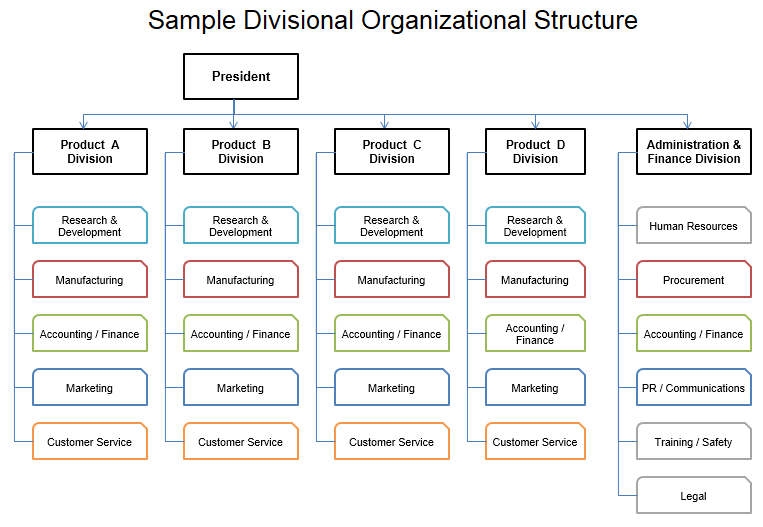 Sample Divisional Organizational Structure
President
Product A
Division
Product B
Division
Product C
Division
Product D
Division
Administration &
Finance Division
Research &
Development
Research &
Development
Research &
Development
Research &
Development
Human Resources
Manufacturing
Manufacturing
Manufacturing
Manufacturing
Procurement
Accounting / Finance
Accounting / Finance
Accounting / Finance
Accounting /
Finance
Accounting / Finance
Marketing
Marketing
Marketing
Marketing
PR / Communications
Customer Service
Customer Service
Customer Service
Customer Service
Training / Safety
Legal